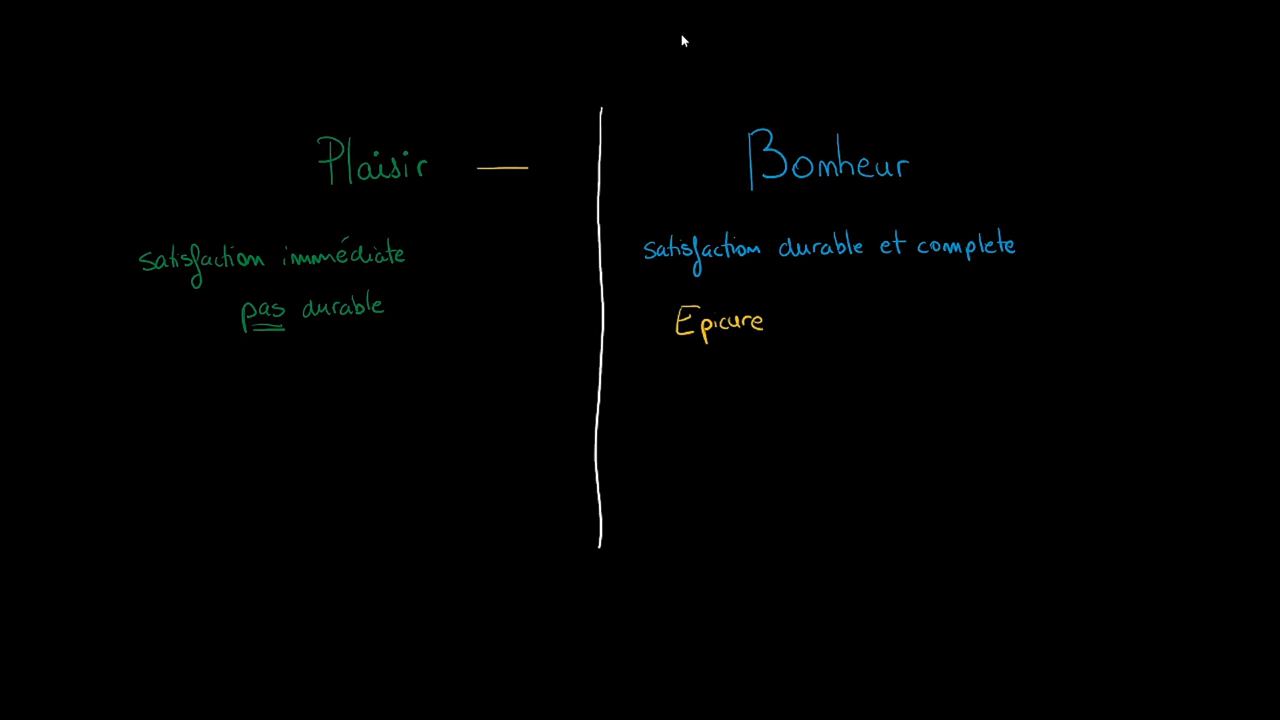 Plaisir —
satisfaction immédiate
pas durable
Bonheur
satisfaction durable et complete
Epicure